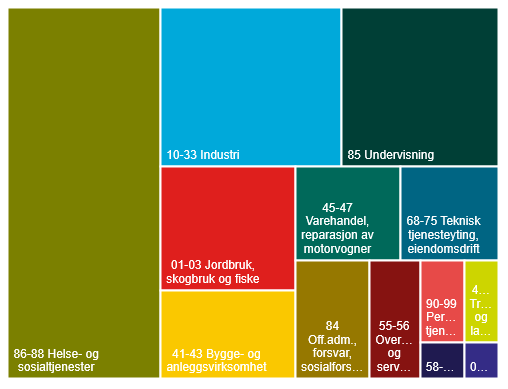 86-88 Helse- og
sosialtjenester
10-33 Industri
85 Undervisning
01-03 Jordbruk,
skogbruk og fiske
41-43 Bygge- og
anleggsvirksomhet
45-47
Varehandel,
reparasjon av
motorvogner
68-75 Teknisk
tjenesteyting,
eiendomsdrift
84
Off.adm.,
forsvar,
sosialfors…
55-56
Over…
og
serv…
90-99
Per…
tjen…
4…
Tr…
og
la…
58-…
0…